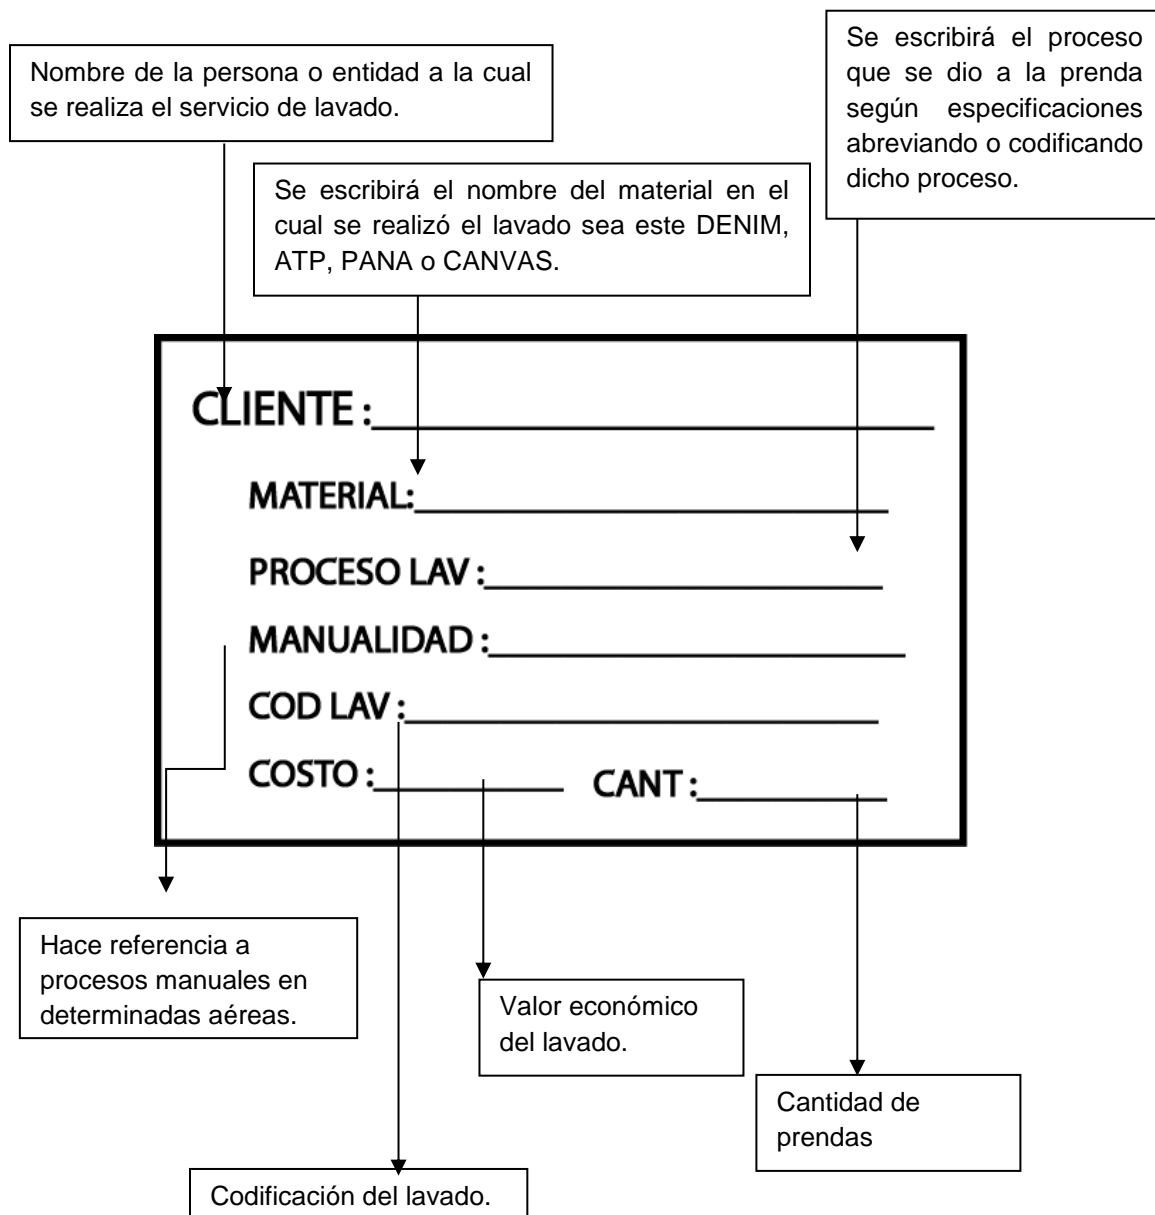 Nombre de la persona o entidad a la cual
se realiza el servicio de lavado.
Se escribirá el proceso
que se dio a la prenda
según especificaciones
abreviando o codificando
dicho proceso.
Se escribirá el nombre del material en el
cual se realizó el lavado sea este DENIM,
ATP, PANA o CANVAS.
CLIENTE :
MATERIAL:
PROCESO LAV :
MANUALIDAD :
COD LAV :
COSTO : CANT :
Hace referencia a
procesos manuales en
determinadas aéreas.
Valor económico
del lavado.
Cantidad de
prendas
Codificación del lavado.